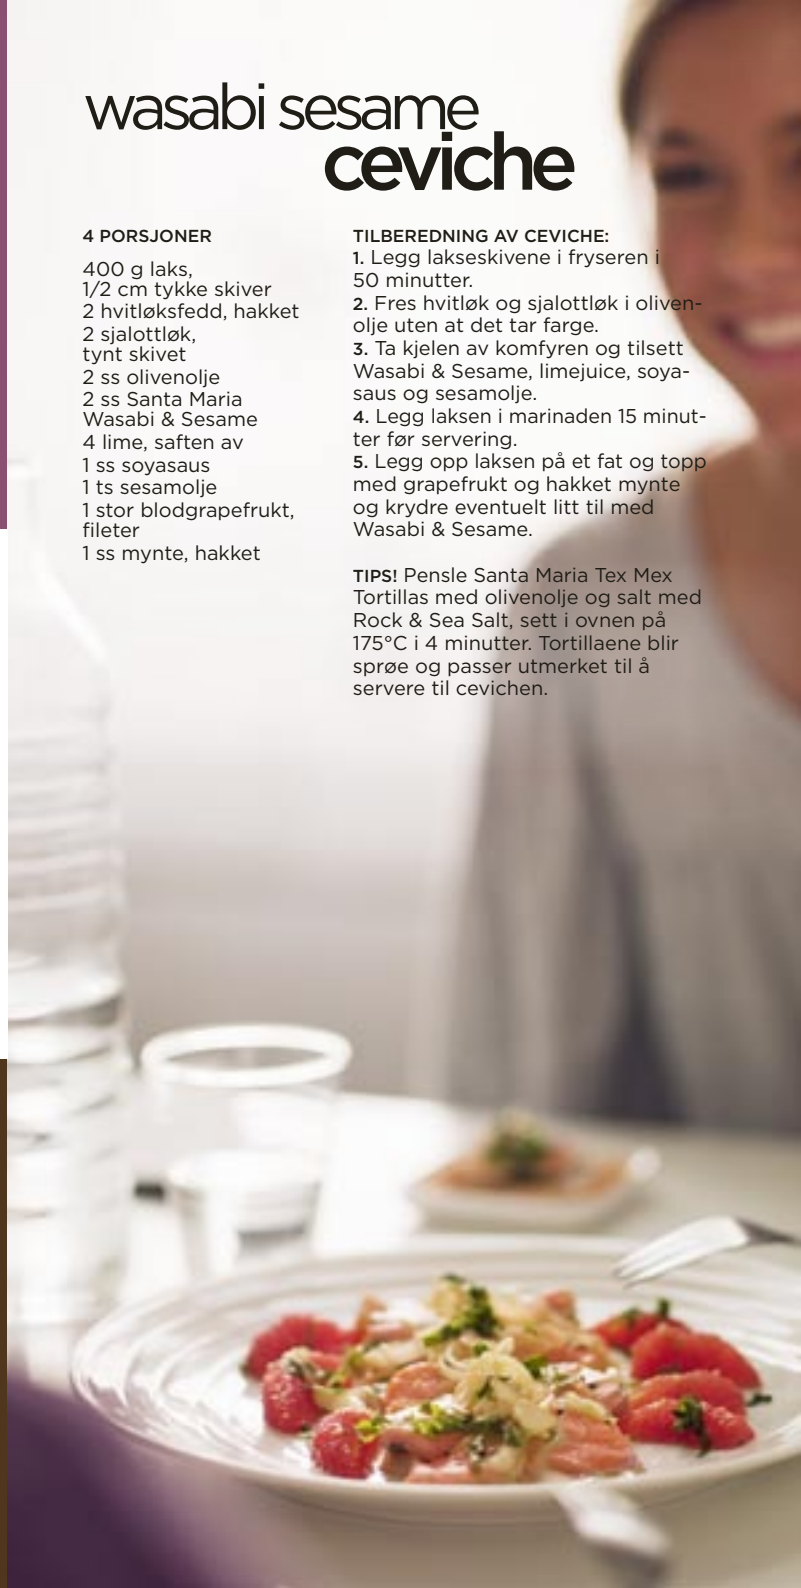 wasabi sesame
ceviche
4 PORSJONER
400 g laks,
1/2 cm tykke skiver
2 hvitløksfedd, hakket
2 sjalottløk,
tynt skivet
2 ss olivenolje
2 ss Santa Maria
Wasabi & Sesame
4 lime, saften av
1 ss soyasaus
1 ts sesamolje
1 stor blodgrapefrukt,
fileter
1 ss mynte, hakket
TILBEREDNING AV CEVICHE:
1. Legg lakseskivene i fryseren i
50 minutter.
2. Fres hvitløk og sjalottløk i oliven-
olje uten at det tar farge.
3. Ta kjelen av komfyren og tilsett
Wasabi & Sesame, limejuice, soya-
saus og sesamolje.
4. Legg laksen i marinaden 15 minut-
ter før servering.
5. Legg opp laksen på et fat og topp
med grapefrukt og hakket mynte
og krydre eventuelt litt til med
Wasabi & Sesame.
TIPS! Pensle Santa Maria Tex Mex
Tortillas med olivenolje og salt med
Rock & Sea Salt, sett i ovnen på
175°C i 4 minutter. Tortillaene blir
sprøe og passer utmerket til å
servere til cevichen.